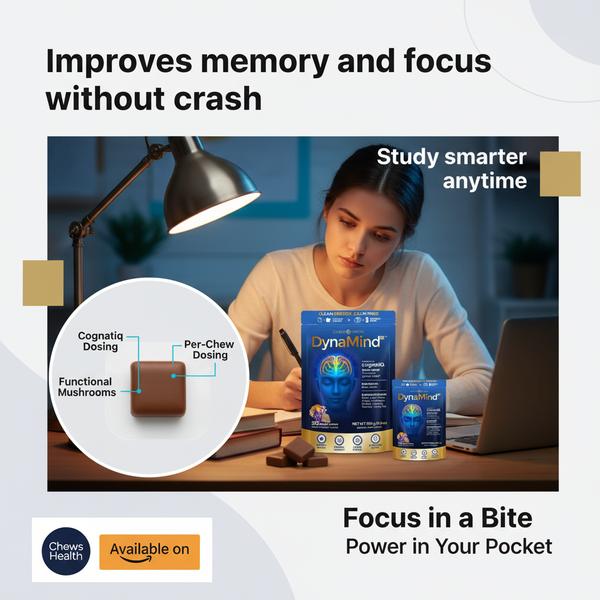 Improves memory and focus
without crash
Study smarter
anytime
Cognatiq
Dosing
Per-Chew
Dosing
Functional
Mushrooms
DynaMind
DynaMind
Chews
Health
Available on
Focus in a Bite
Power in Your Pocket